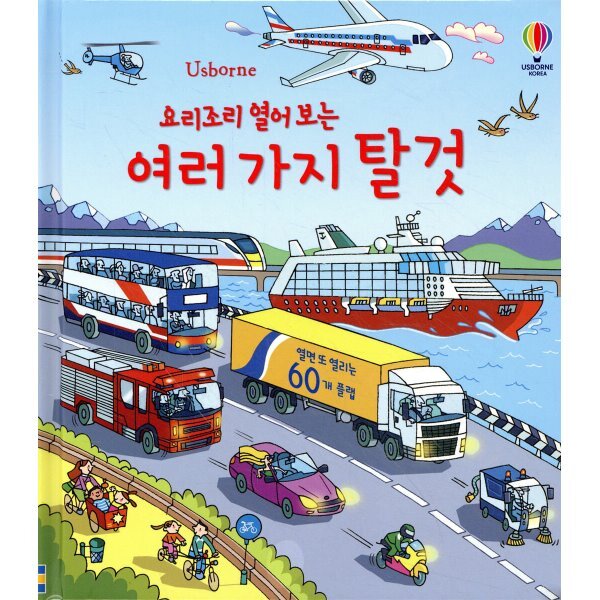 Usborne
USBORNE
KOREA
요리조리 열어 보는
여러 가지 탈것
열면 또 열리는
60개 플랩